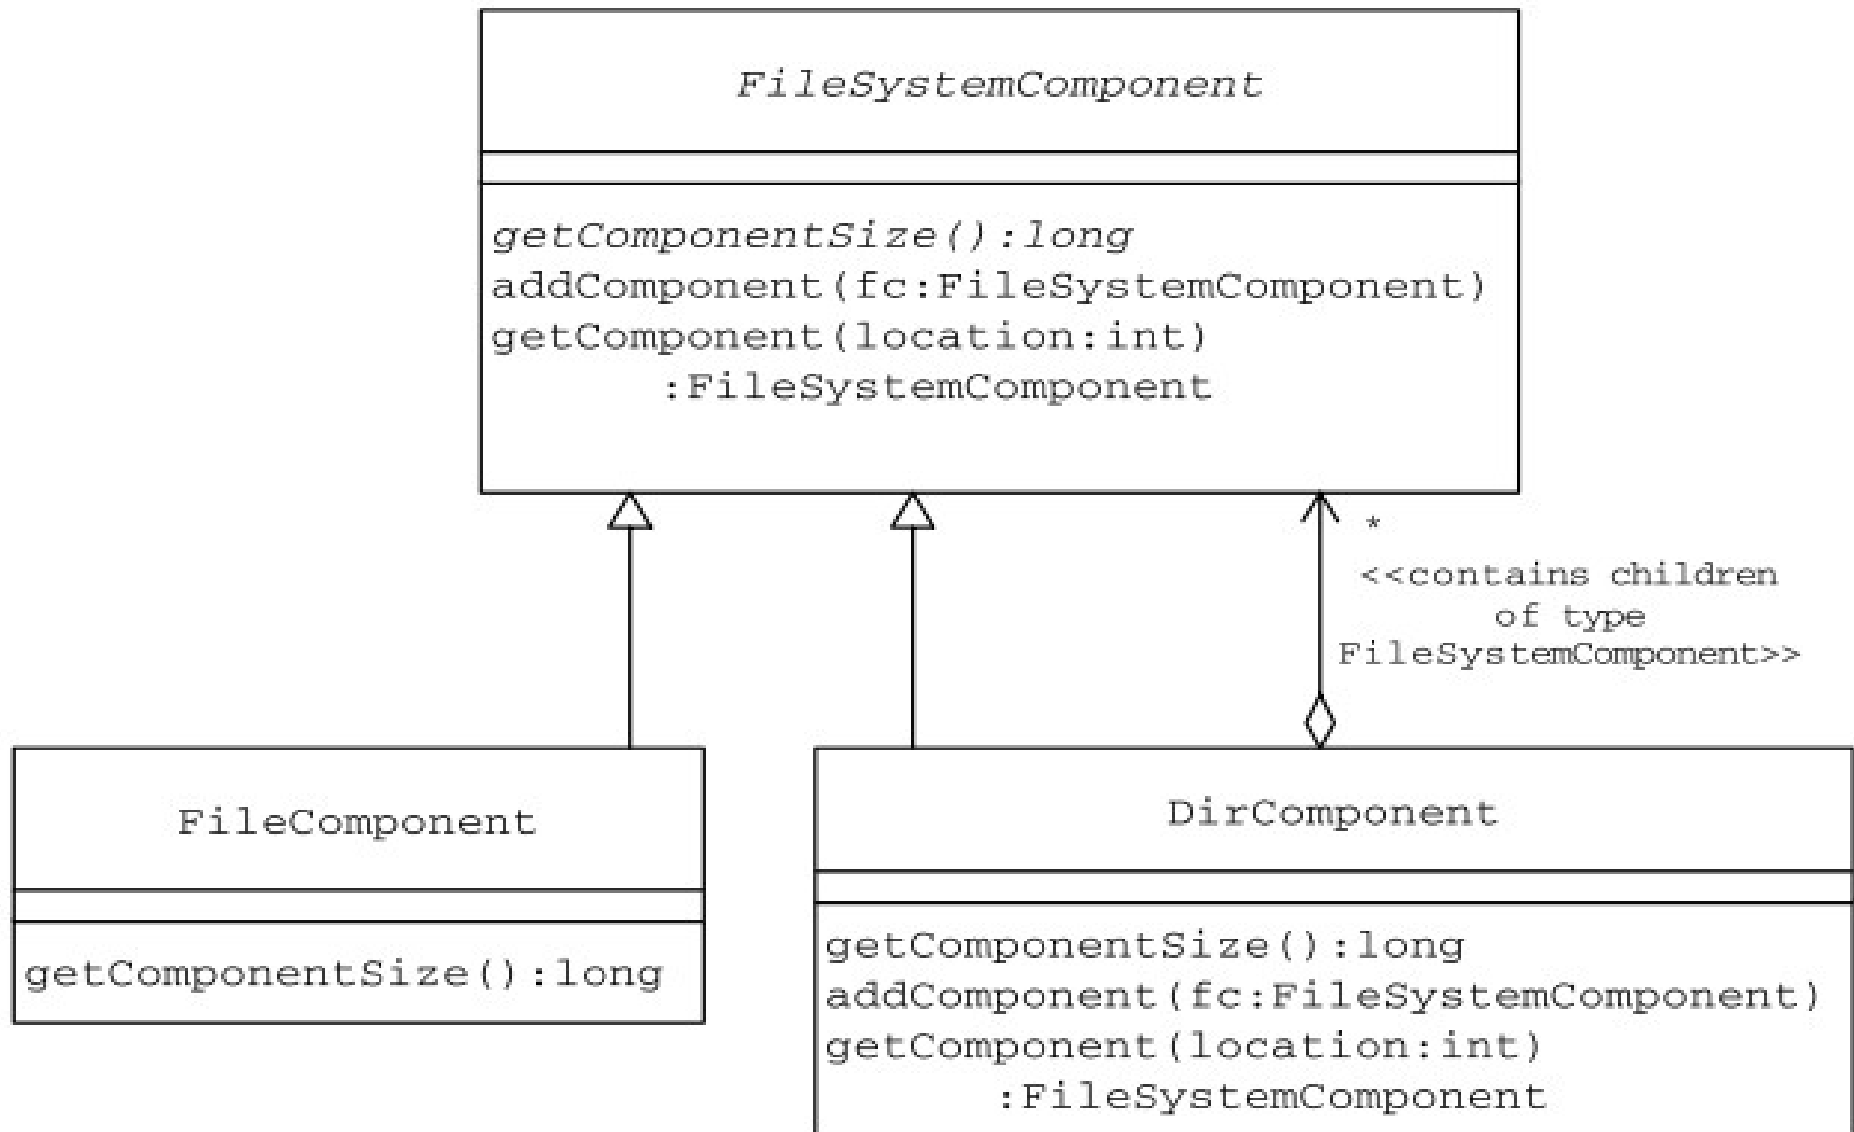 FileSystemComponent
getComponentSize():long
addComponent(fc:FileSystemComponent)
getComponent(location:int)
:FileSystemComponent
*
<<contains children
of type
FileSystemComponent>>
FileComponent
getComponentSize():long
DirComponent
getComponentSize():long
addComponent(fc:FileSystemComponent)
getComponent(location:int)
:FileSystemComponent